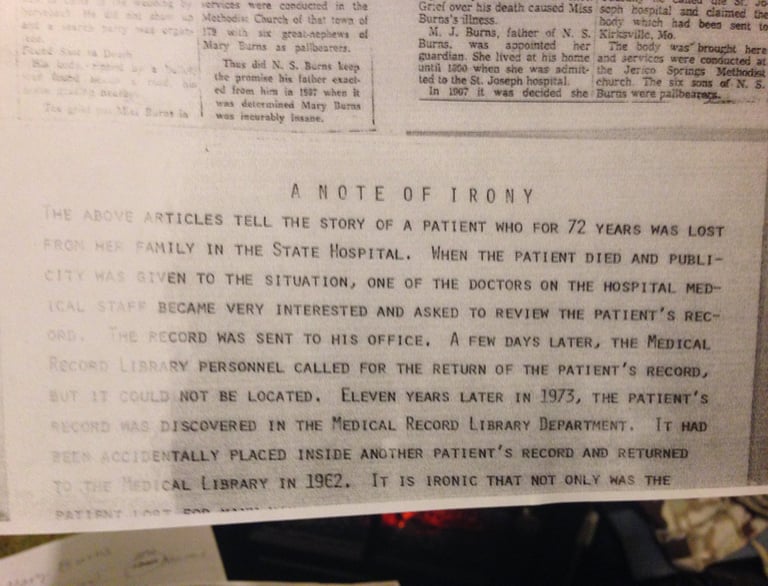 services were conducted in the
Methodist Church of that town of
179 with six great-nephews of
Mary Burns as pallbearers.
Thus did N. S. Burns keep
the promise his father exact-
ed from him in 1897 when it
was determined Mary Burns
was incurably insane.
Miss Burns in
Grief over his death caused Miss
Burns's illness.
M. J. Burns, father of N. S.
Burns, was appointed her
guardian. She lived at his home
until 1890 when she was admit-
ted to the St. Joseph hospital.
In 1907 it was decided she
seph hospital and claimed the
body which had been sent to
Kirksville, Mo.
The body was brought here
and services were conducted at
the Jerico Springs Methodist
church. The six sons of N. S.
Burns were pallbearers.
A NOTE OF IRONY
THE ABOVE ARTICLES TELL THE STORY OF A PATIENT WHO FOR 72 YEARS WAS LOST
FROM HER FAMILY IN THE STATE HOSPITAL. WHEN THE PATIENT DIED AND PUBLI-
CITY WAS GIVEN TO THE SITUATION, ONE OF THE DOCTORS ON THE HOSPITAL MED-
ICAL STAFF BECAME VERY INTERESTED AND ASKED TO REVIEW THE PATIENT'S REC-
ORD. THE RECORD WAS SENT TO HIS OFFICE. A FEW DAYS LATER, THE MEDICAL
RECORD LIBRARY PERSONNEL CALLED FOR THE RETURN OF THE PATIENT'S RECORD,
BUT IT COULD NOT BE LOCATED. ELEVEN YEARS LATER IN 1973, THE PATIENT'S
RECORD WAS DISCOVERED IN THE MEDICAL RECORD LIBRARY DEPARTMENT. IT HAD
BEEN ACCIDENTALLY PLACED INSIDE ANOTHER PATIENT'S RECORD AND RETURNED
TO THE MEDICAL LIBRARY IN 1962. IT IS IRONIC THAT NOT ONLY WAS THE
PATIENT LOST FOR MANY